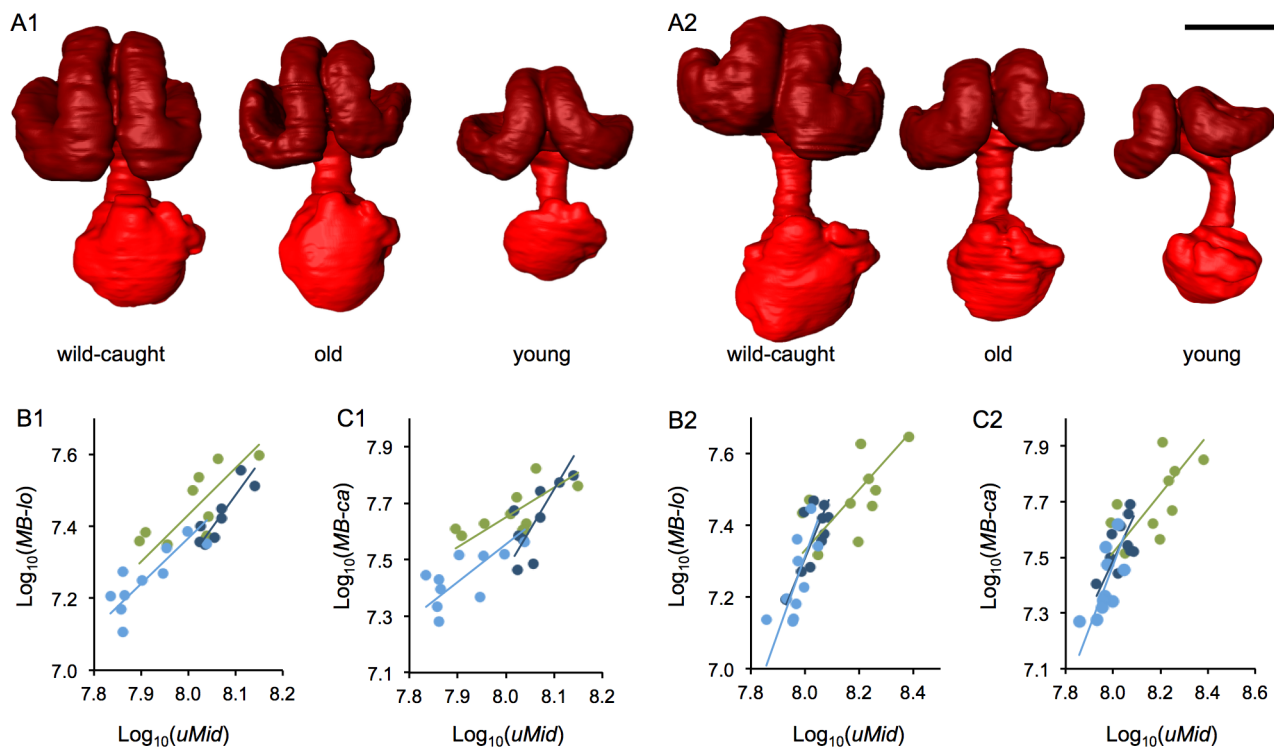 A1
A2
wild-caught
old
young
wild-caught
old
young
B1
Log10(MB-lo)
7.6
7.4
7.2
7.0
7.8
7.9
8.0
8.1
8.2
Log10(uMid)
C1
Log10(MB-ca)
7.9
7.7
7.5
7.3
7.1
7.8
7.9
8.0
8.1
8.2
Log10(uMid)
B2
Log10(MB-lo)
7.6
7.4
7.2
7.0
7.8
8.0
8.2
8.4
Log10(uMid)
C2
Log10(MB-ca)
7.9
7.7
7.5
7.3
7.1
7.8
8.0
8.2
8.4
8.6
Log10(uMid)